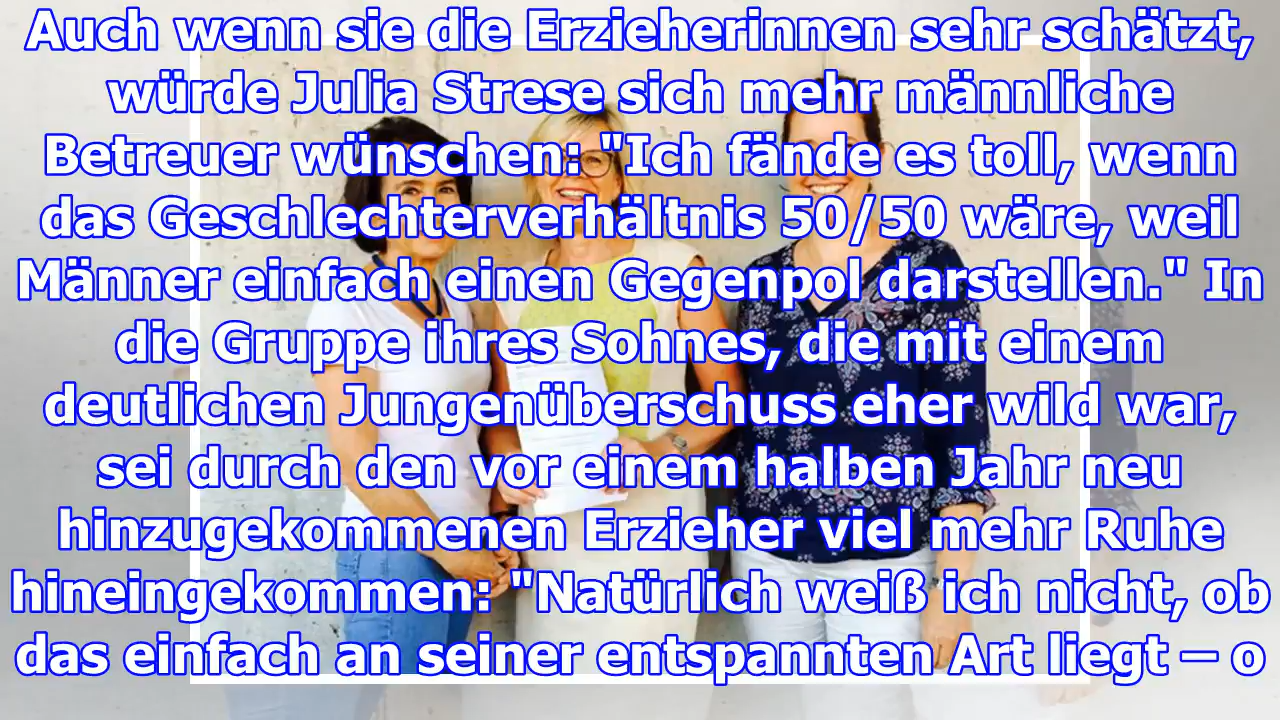 Auch wenn sie die Erzieherinnen sehr schätzt,
würde Julia Strese sich mehr männliche
Betreuer wünschen: "Ich fände es toll, wenn
das Geschlechterverhältnis 50/50 wäre, weil
Männer einfach einen Gegenpol darstellen." In
die Gruppe ihres Sohnes, die mit einem
deutlichen Jungenüberschuss eher wild war,
sei durch den vor einem halben Jahr neu
hinzugekommenen Erzieher viel mehr Ruhe
hineingekommen: "Natürlich weiß ich nicht, ob
das einfach an seiner entspannten Art liegt – o